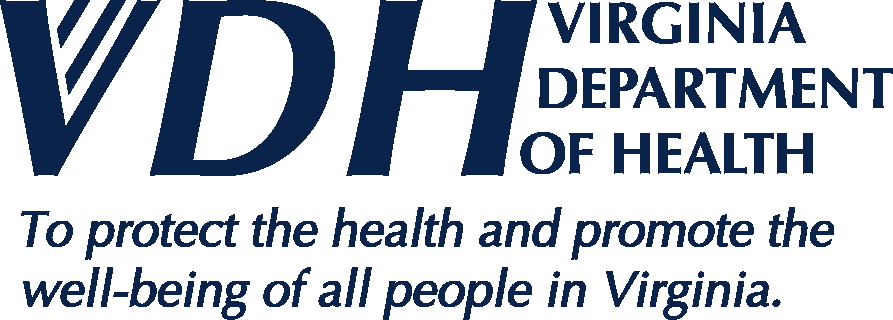 VDH
VIRGINIA
DEPARTMENT
OF HEALTH
To protect the health and promote the
well-being of all people in Virginia.